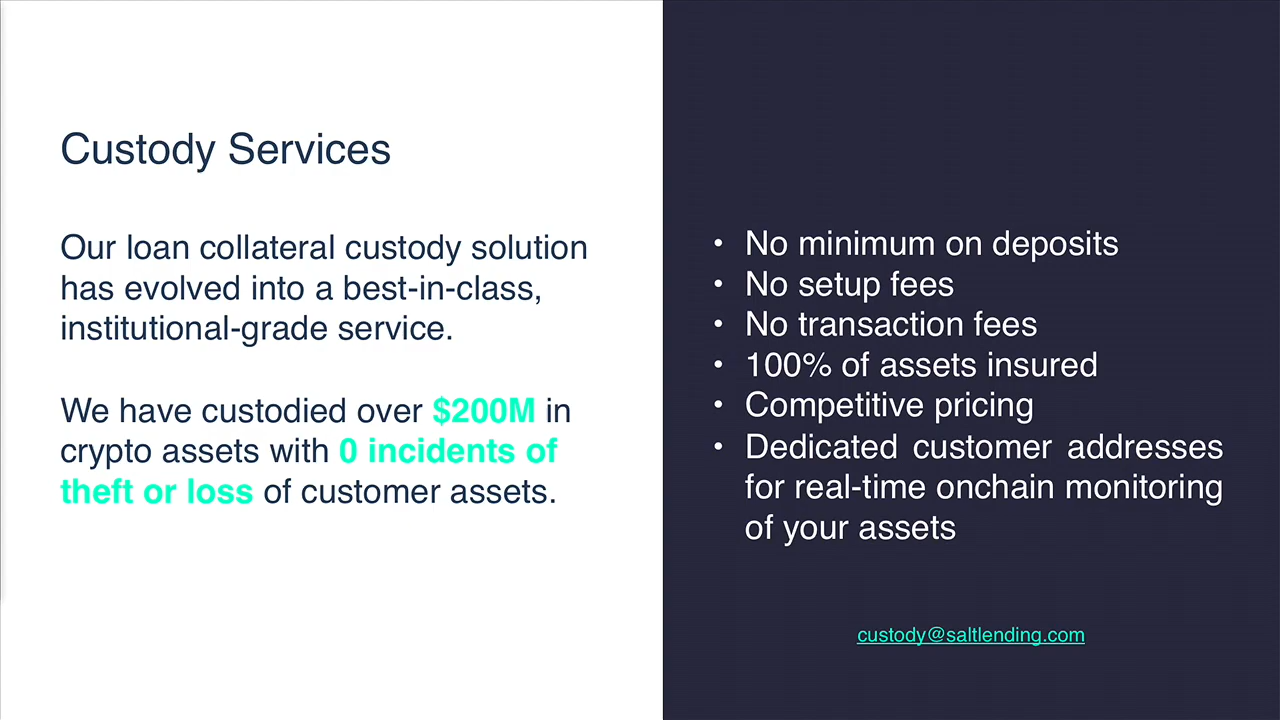 Custody Services
Our loan collateral custody solution
has evolved into a best-in-class,
institutional-grade service.
We have custodied over $200M in
crypto assets with 0 incidents of
theft or loss of customer assets.
• No minimum on deposits
• No setup fees
• No transaction fees
• 100% of assets insured
• Competitive pricing
• Dedicated customer addresses
for real-time onchain monitoring
of your assets
custody@saltlending.com